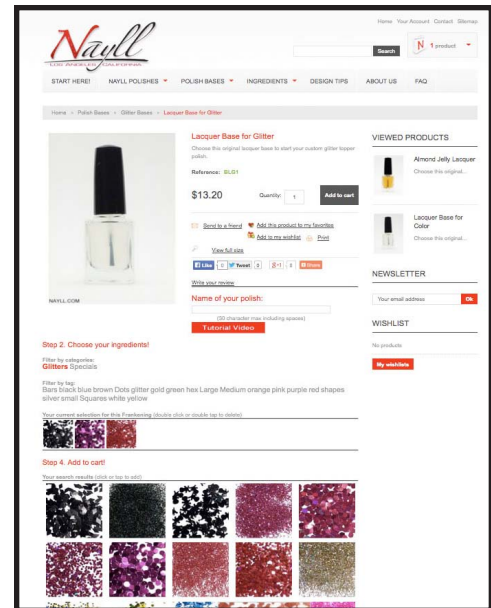 Home Your Account Contact Sitemap
Nayll
LOS ANGELES CALIFORNIA
Search
N 1 product
START HERE!
NAYLL POLISHES
POLISH BASES
INGREDIENTS
DESIGN TIPS
ABOUT US
FAQ
Home > Polish Bases > Glitter Bases > Lacquer Base for Glitter
Lacquer Base for Glitter
Choose this original lacquer base to start your custom glitter topper
polish.
Reference: BLG1
$13.20
Quantity: 1
Add to cart
Send to a friend
Add this product to my favorites
Add to my wishlist
Print
View full size
Like 0 Tweet 2 +1 3 Share
Write your review
Name of your polish:
(30 character max including spaces)
Tutorial Video
NAYLL.COM
VIEWED PRODUCTS
Almond Jelly Lacquer
Choose this original...
Lacquer Base for
Color
Choose this original...
NEWSLETTER
Your email address
Ok
WISHLIST
No products
My wishlists
Step 2. Choose your ingredients!
Filter by categories:
Glitters Specials
Filter by tag:
Bars black blue brown Dots glitter gold green hex Large Medium orange pink purple red shapes
silver small Squares white yellow
Your current selection for this Frankening (double click or double tap to delete)
Step 4. Add to cart!
Your search results (click or tap to add)